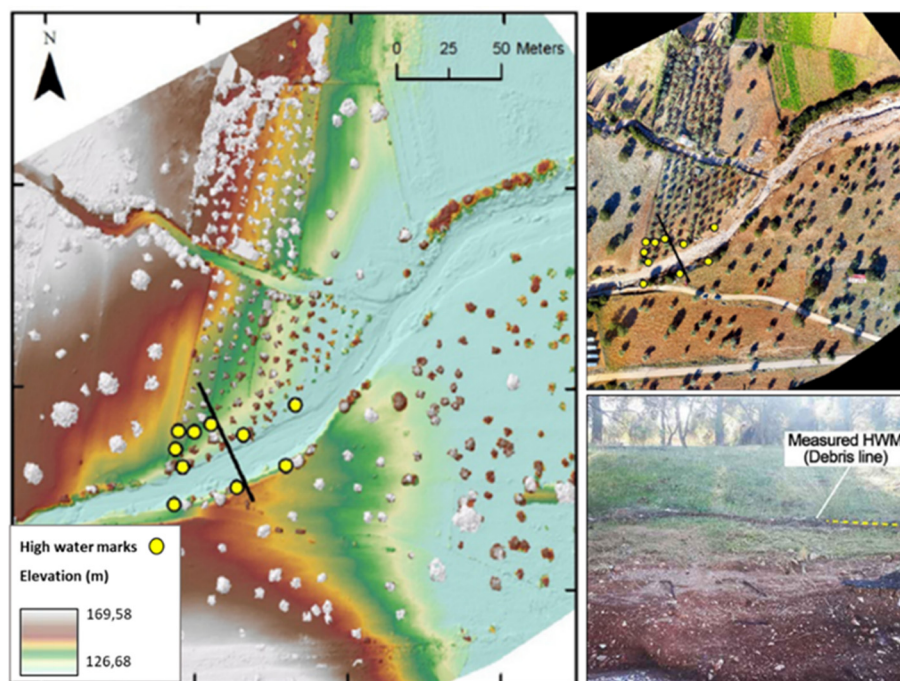 N
0 25 50 Meters
High water marks
Elevation (m)
169,58
126,68
Measured HWM
(Debris line)